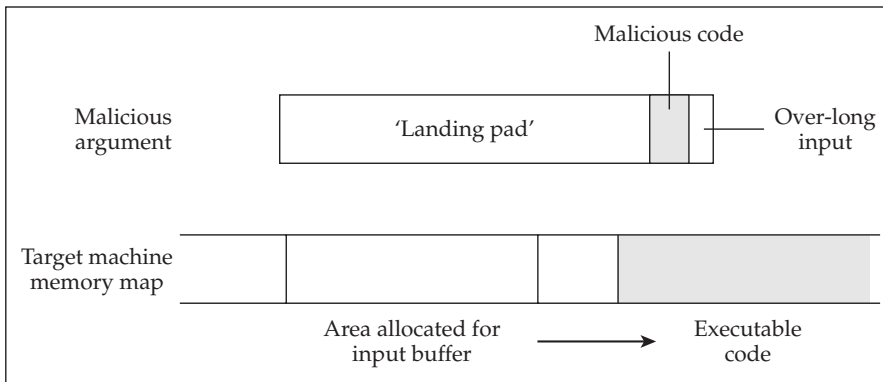 Malicious code
Malicious
argument
‘Landing pad’
Over-long
input
Target machine
memory map
Area allocated for
input buffer
Executable
code